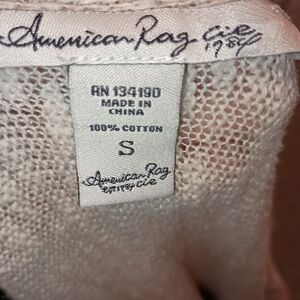 American Rag cie
1984
RN 134190
MADE IN
CHINA
100% COTTON
S
American Rag
cie